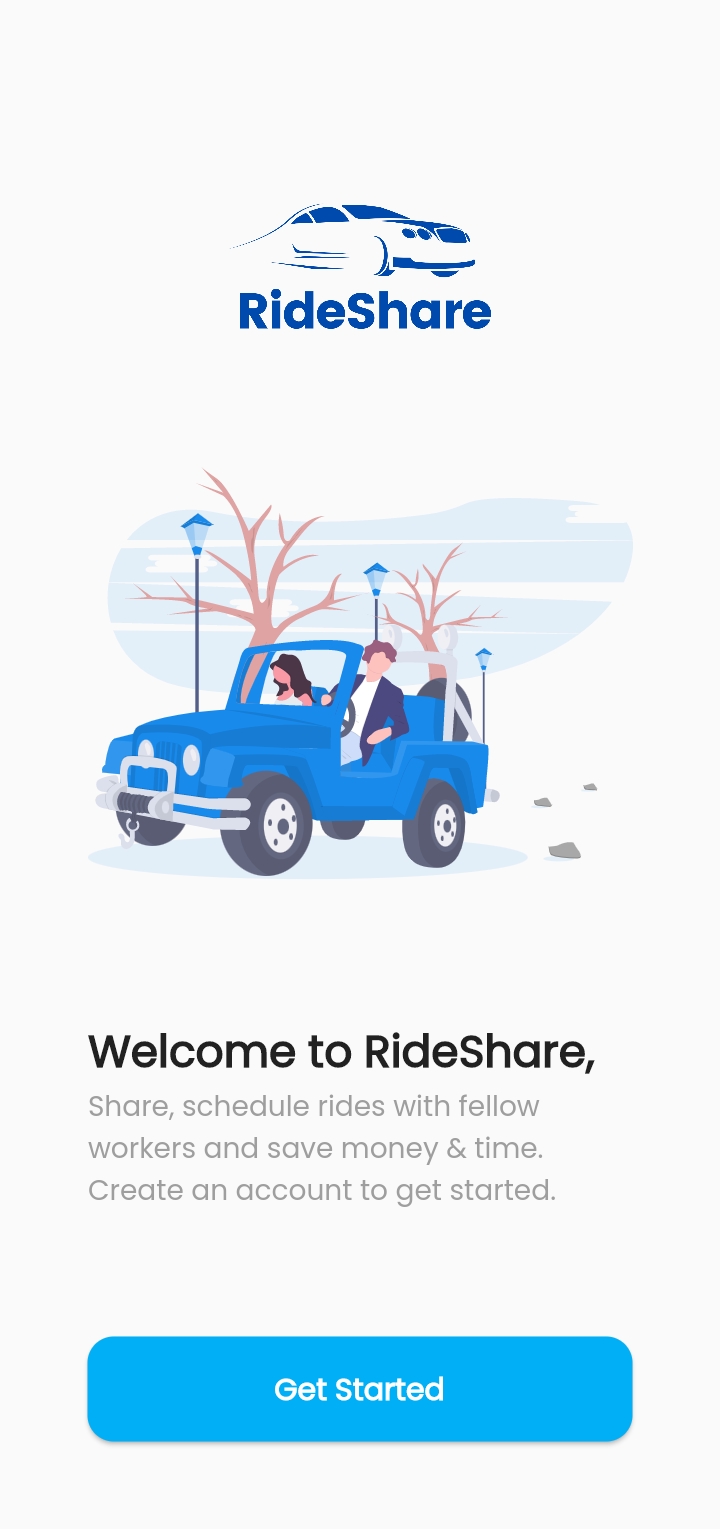 RideShare
Welcome to RideShare,
Share, schedule rides with fellow
workers and save money & time.
Create an account to get started.
Get Started